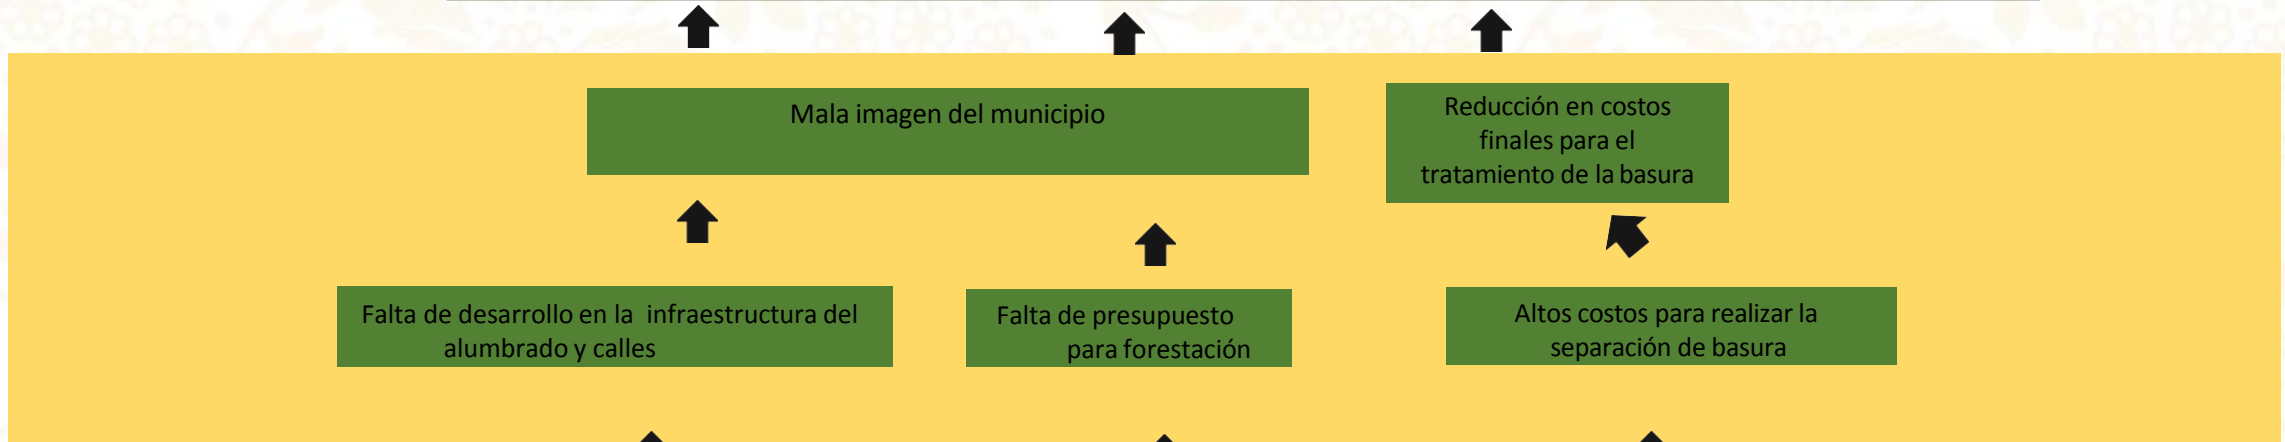 Mala imagen del municipio
Reducción en costos
finales para el
tratamiento de la basura
Falta de desarrollo en la infraestructura del
alumbrado y calles
Falta de presupuesto
para forestación
Altos costos para realizar la
separación de basura